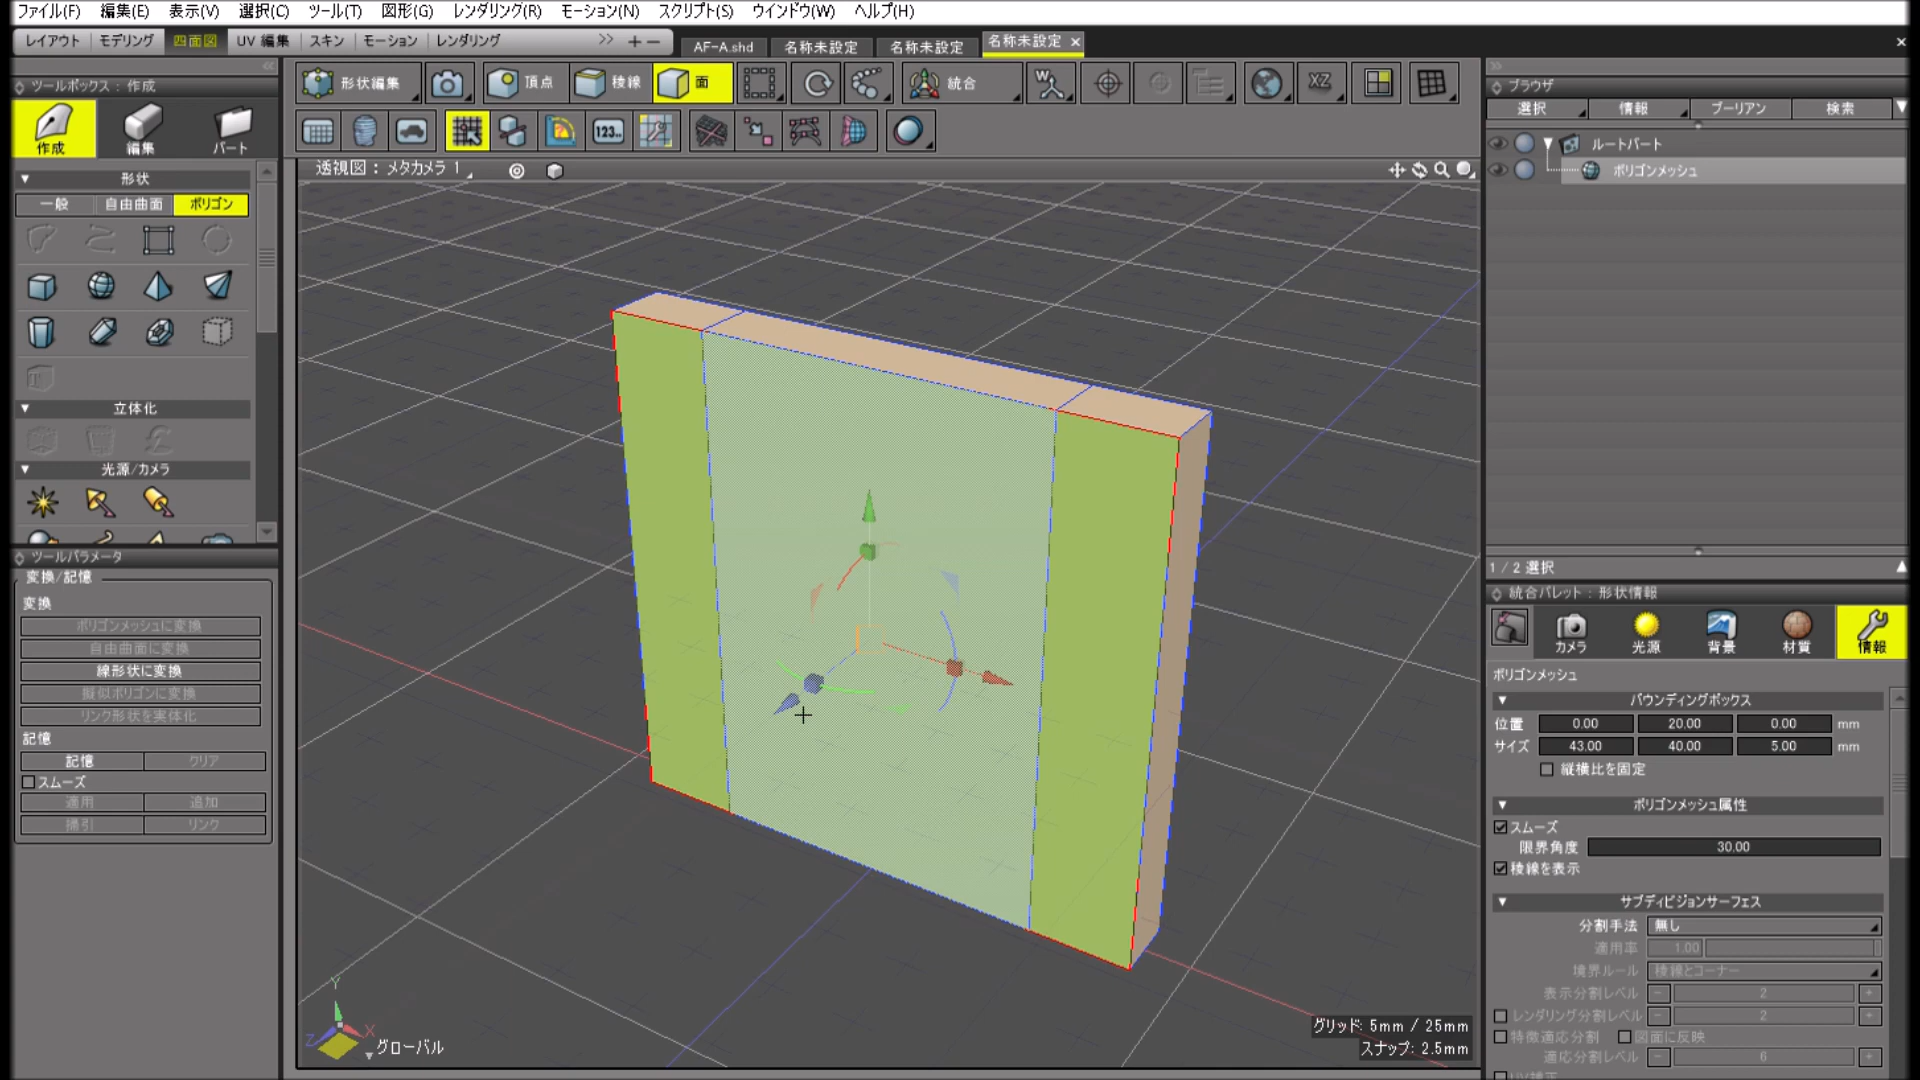 ファイル(F) 編集(E) 表示(V) 選択(C) ツール(T) 図形(G) レンダリング(R) モーション(N) スクリプト(S) ウインドウ(W) ヘルプ(H)
レイアウト モデリング 四面図 UV 編集 スキン モーション レンダリング
AF-A.shd 名称未設定 名称未設定 名称未設定
ツールボックス : 作成
作成 編集 パート
形状
一般 自由曲面 ポリゴン
立体化
光源/カメラ
ツールパラメータ
変換/記憶
変換
ポリゴンメッシュに変換
自由曲面に変換
線形状に変換
擬似ポリゴンに変換
リンク形状を実体化
記憶
記憶 クリア
スムーズ
適用 追加
掃引 リンク
形状編集 頂点 稜線 面 統合 W XZ
123..
透視図 : メタカメラ 1
Y
X
Z
グローバル
グリッド: 5mm / 25mm
スナップ: 2.5mm
ブラウザ
選択 情報 ブーリアン 検索
ルートパート
ポリゴンメッシュ
1 / 2 選択
統合パレット : 形状情報
カメラ 光源 背景 材質 情報
ポリゴンメッシュ
バウンディングボックス
位置 0.00 20.00 0.00 mm
サイズ 43.00 40.00 5.00 mm
縦横比を固定
ポリゴンメッシュ属性
スムーズ
限界角度 30.00
稜線を表示
サブディビジョンサーフェス
分割手法 無し
適用率 1.00
境界ルール 稜線とコーナー
表示分割レベル - 2 +
レンダリング分割レベル - 2 +
特徴適応分割 図面に反映
適応分割レベル - 6 +
UV補正